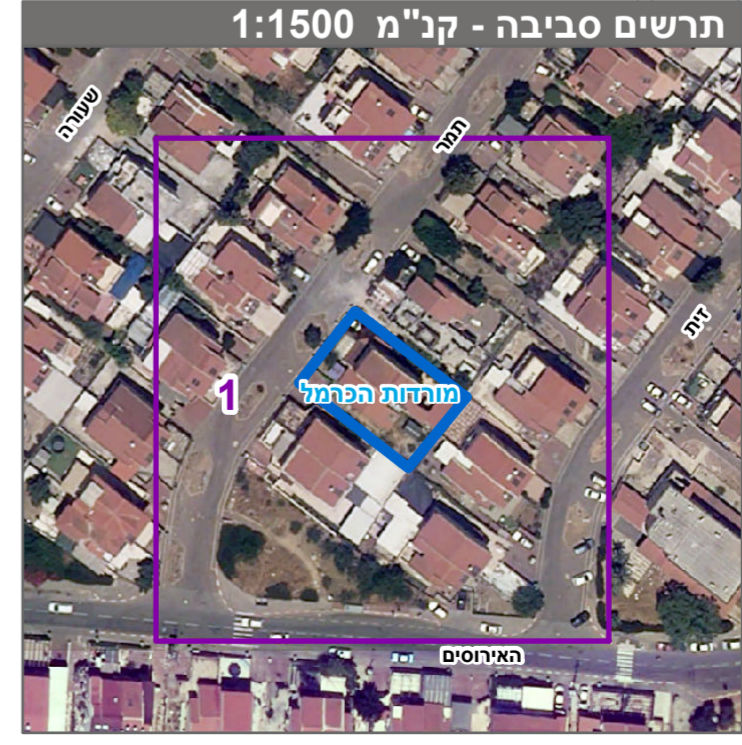 תרשים סביבה - קנ"מ 1:1500
שעורה
תמר
זית
1
מורדות הכרמל
האירוסים